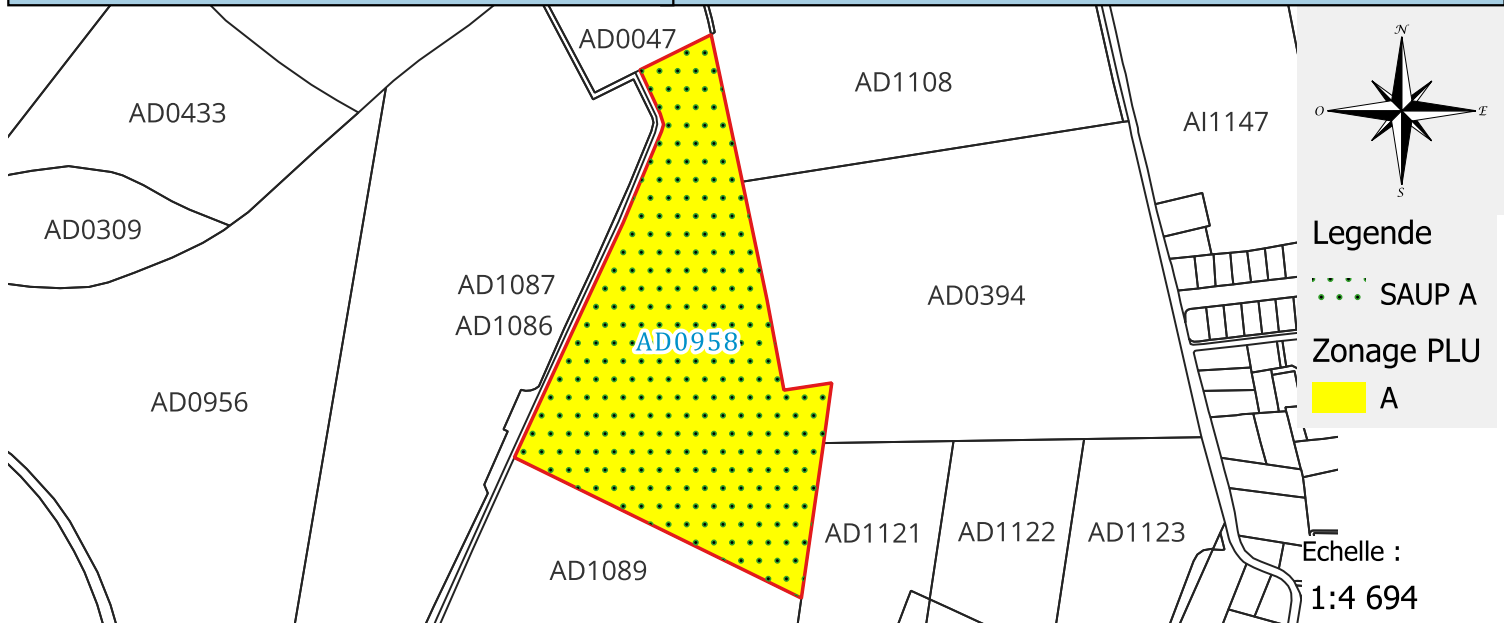 AD0047
N
AD0433
AD1108
AI1147
O
E
S
AD0309
Legende
AD1087
AD0394
SAUP A
AD1086
AD0958
Zonage PLU
AD0956
A
AD1121
AD1122
AD1123
Echelle :
AD1089
1:4 694